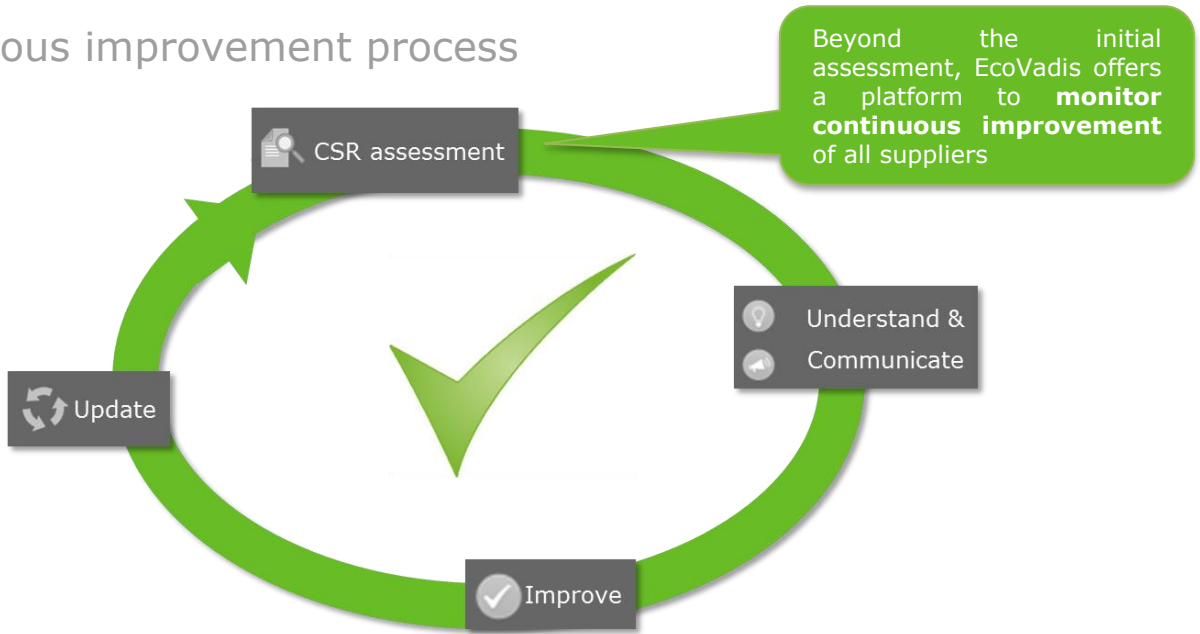 ous improvement process
Beyond the initial
assessment, EcoVadis offers
a platform to monitor
continuous improvement
of all suppliers
CSR assessment
Understand &
Communicate
Update
Improve